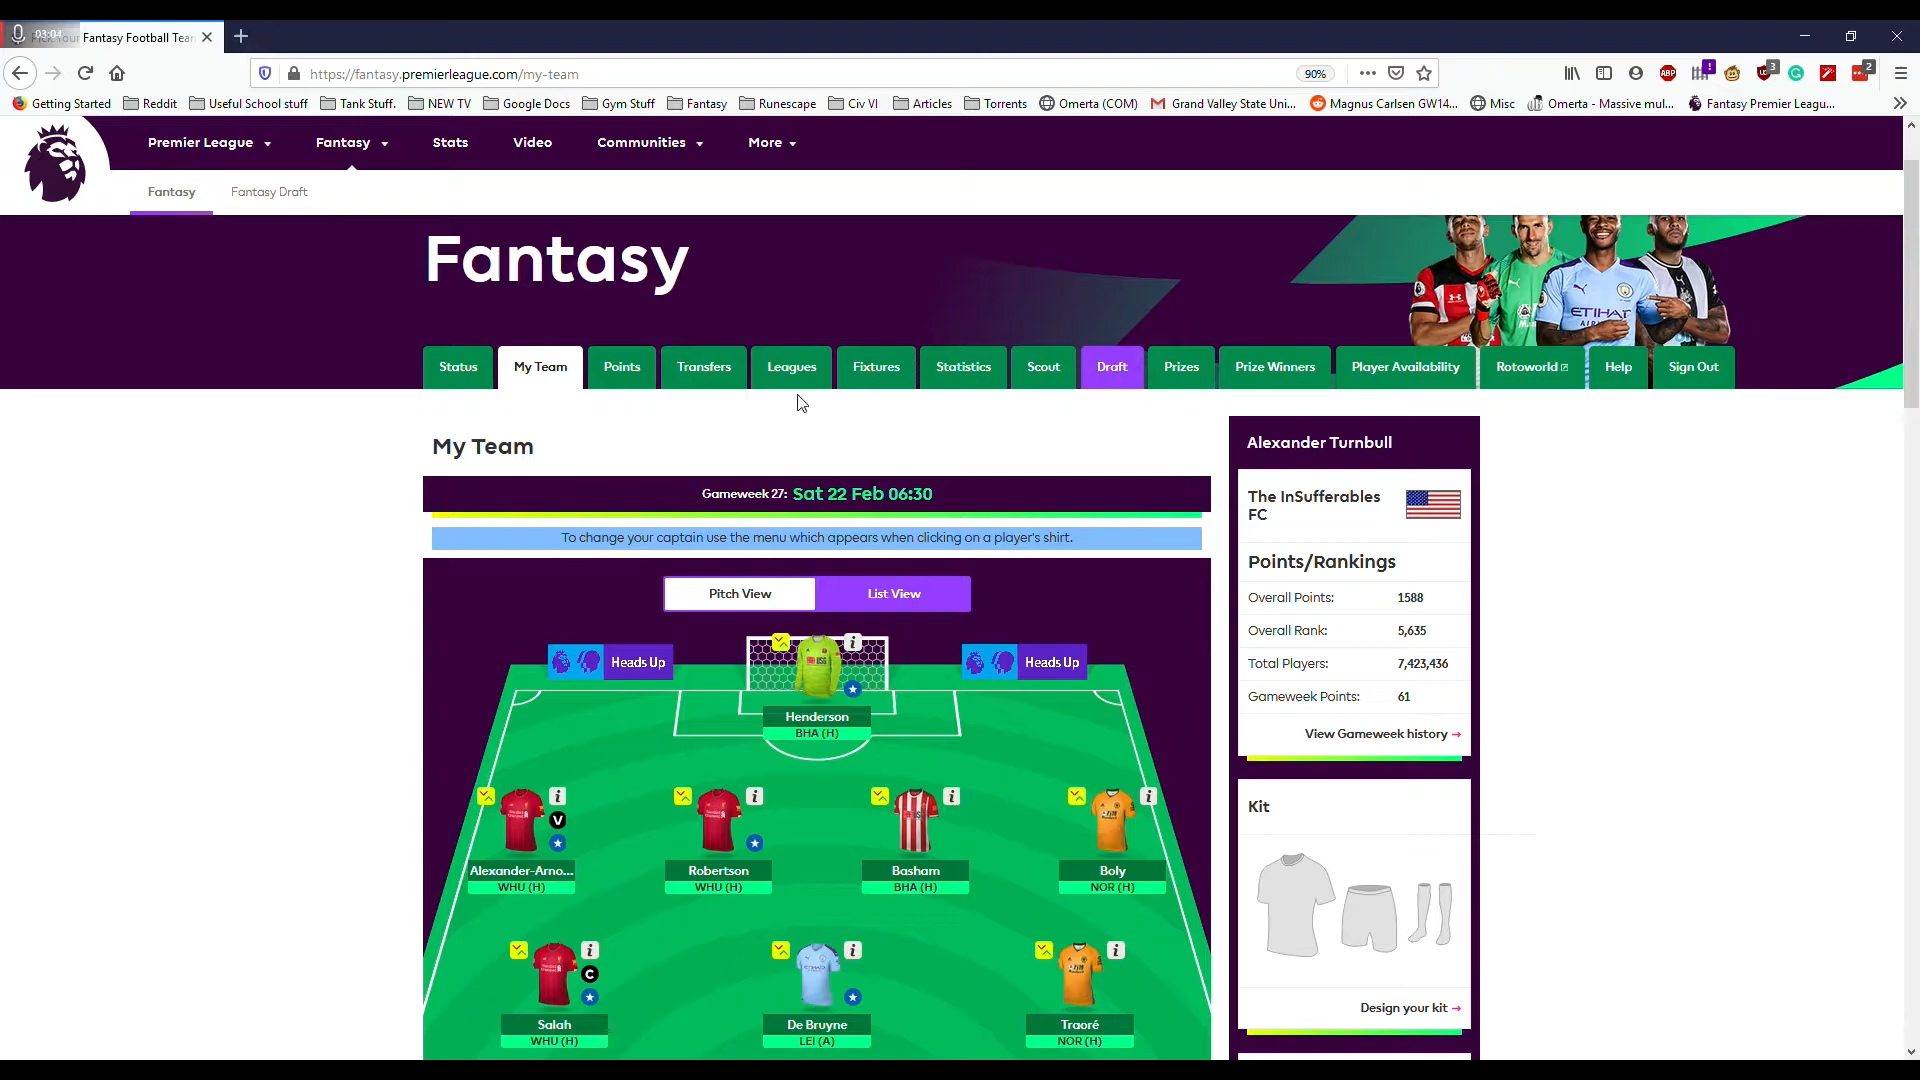 03:04
Fantasy Football Tea
https://fantasy.premierleague.com/my-team
90%
ABP
3
2
Getting Started
Reddit
Useful School stuff
Tank Stuff.
NEW TV
Google Docs
Gym Stuff
Fantasy
Runescape
Civ VI
Articles
Torrents
Omerta (COM)
Grand Valley State Uni...
Magnus Carlsen GW14...
Misc
Omerta - Massive mul...
Fantasy Premier Leagu...
Premier League
Fantasy
Stats
Video
Communities
More
Fantasy
Fantasy Draft
Fantasy
ETIHAD
Status
My Team
Points
Transfers
Leagues
Fixtures
Statistics
Scout
Draft
Prizes
Prize Winners
Player Availability
Rotoworld
Help
Sign Out
My Team
Gameweek 27: Sat 22 Feb 06:30
To change your captain use the menu which appears when clicking on a player's shirt.
Pitch View
List View
Heads Up
Heads Up
Henderson
BHA (H)
V
Alexander-Arno...
WHU (H)
Robertson
WHU (H)
Basham
BHA (H)
Boly
NOR (H)
C
Salah
WHU (H)
De Bruyne
LEI (A)
Traoré
NOR (H)
Alexander Turnbull
The InSufferables
FC
Points/Rankings
Overall Points: 1588
Overall Rank: 5,635
Total Players: 7,423,436
Gameweek Points: 61
View Gameweek history →
Kit
Design your kit →